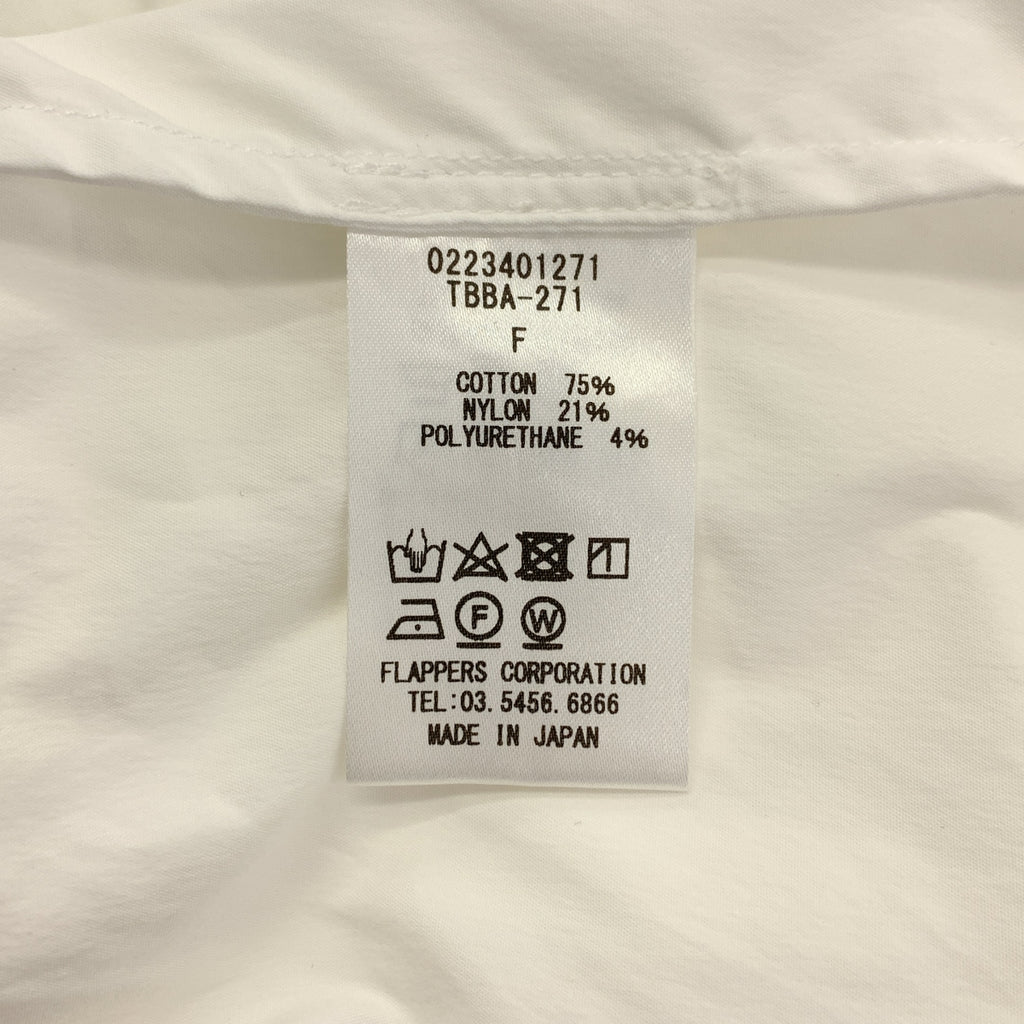 0223401271
TBBA-271
F
COTTON 75%
NYLON 21%
POLYURETHANE 4%
F W
FLAPPERS CORPORATION
TEL:03.5456.6866
MADE IN JAPAN